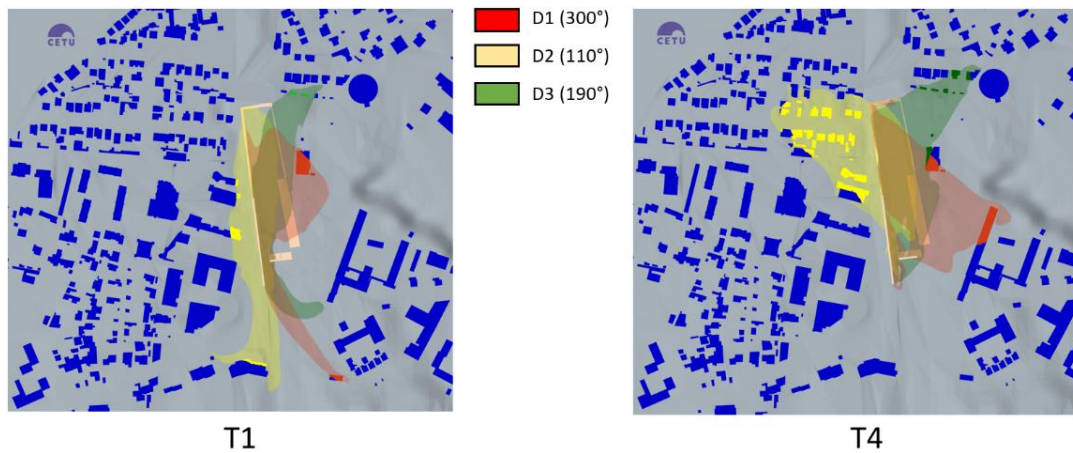 CETU
D1 (300°)
D2 (110°)
D3 (190°)
CETU
T1
T4